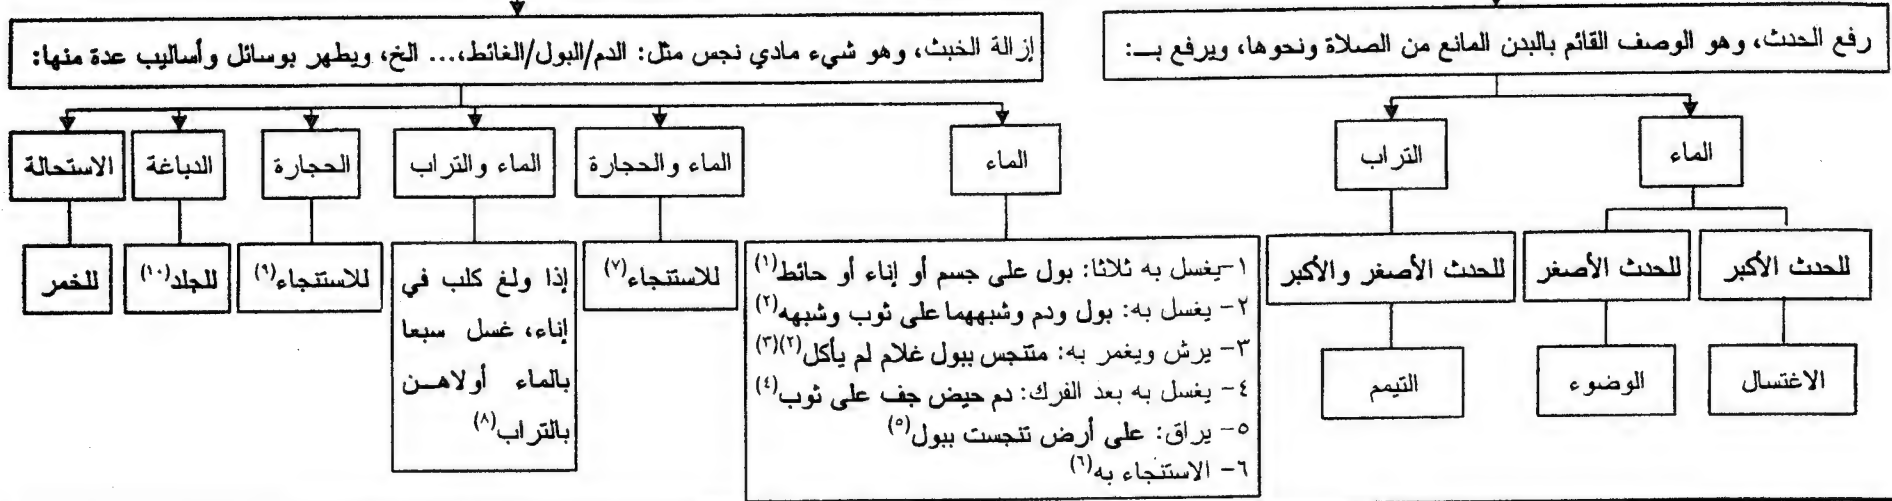 رفع الحدث، وهو الوصف القائم بالبدن المانع من الصلاة ونحوها، ويرفع بـــ:
الماء
التراب
للحدث الأكبر
للحدث الأصغر
للحدث الأصغر والأكبر
الاغتسال
الوضوء
التيمم
إزالة الخبث، وهو شيء مادي نجس مثل: الدم/البول/الغائط،... الخ، ويطهر بوسائل وأساليب عدة منها:
الماء
الماء والحجارة
الماء والتراب
الحجارة
الدباغة
الاستحالة
١-يغسل به ثلاثا: بول على جسم أو إناء أو حائط(١)
٢- يغسل به: بول ودم وشبههما على ثوب وشبهه(٢)
٣- يرش ويغمر به: متنجس ببول غلام لم يأكل(٢)(٣)
٤- يغسل به بعد الفرك: دم حيض جف على ثوب(٤)
٥- يراق: على أرض تنجست ببول(٥)
٦- الاستنجاء به(٦)
للاستنجاء(٧)
إذا ولغ كلب في
إناء، غسل سبعا
بالماء أولاهــن
بالتراب(٨)
للاستنجاء(٩)
للجلد(١٠)
للخمر